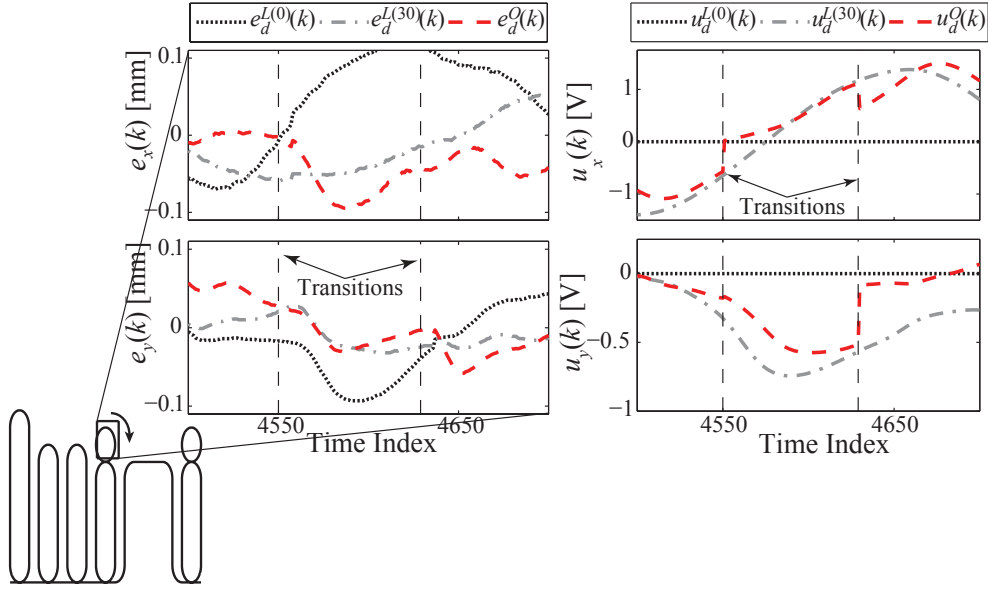 e_d^{L(0)}(k) e_d^{L(30)}(k) e_d^O(k)
u_d^{L(0)}(k) u_d^{L(30)}(k) u_d^O(k)
0.1
0
−0.1
e_x(k) [mm]
1
0
−1
u_x(k) [V]
Transitions
0.1
0
−0.1
e_y(k) [mm]
Transitions
4550 4650
Time Index
0
−0.5
−1
u_y(k) [V]
4550 4650
Time Index